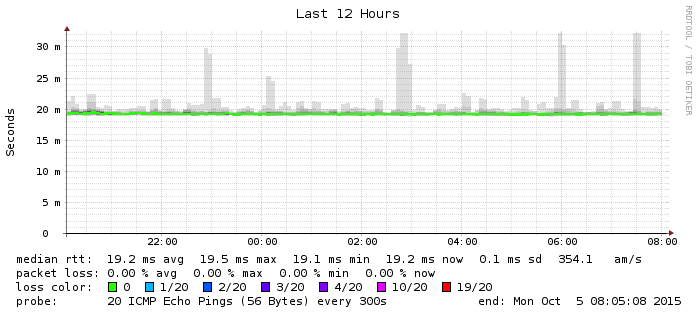 Last 12 Hours
RRDTOOL / TOBI OETIKER
Seconds
30 m
25 m
20 m
15 m
10 m
5 m
0
22:00 00:00 02:00 04:00 06:00 08:00
median rtt: 19.2 ms avg 19.5 ms max 19.1 ms min 19.2 ms now 0.1 ms sd 354.1 am/s
packet loss: 0.00 % avg 0.00 % max 0.00 % min 0.00 % now
loss color: 0 1/20 2/20 3/20 4/20 10/20 19/20
probe: 20 ICMP Echo Pings (56 Bytes) every 300s end: Mon Oct 5 08:05:08 2015